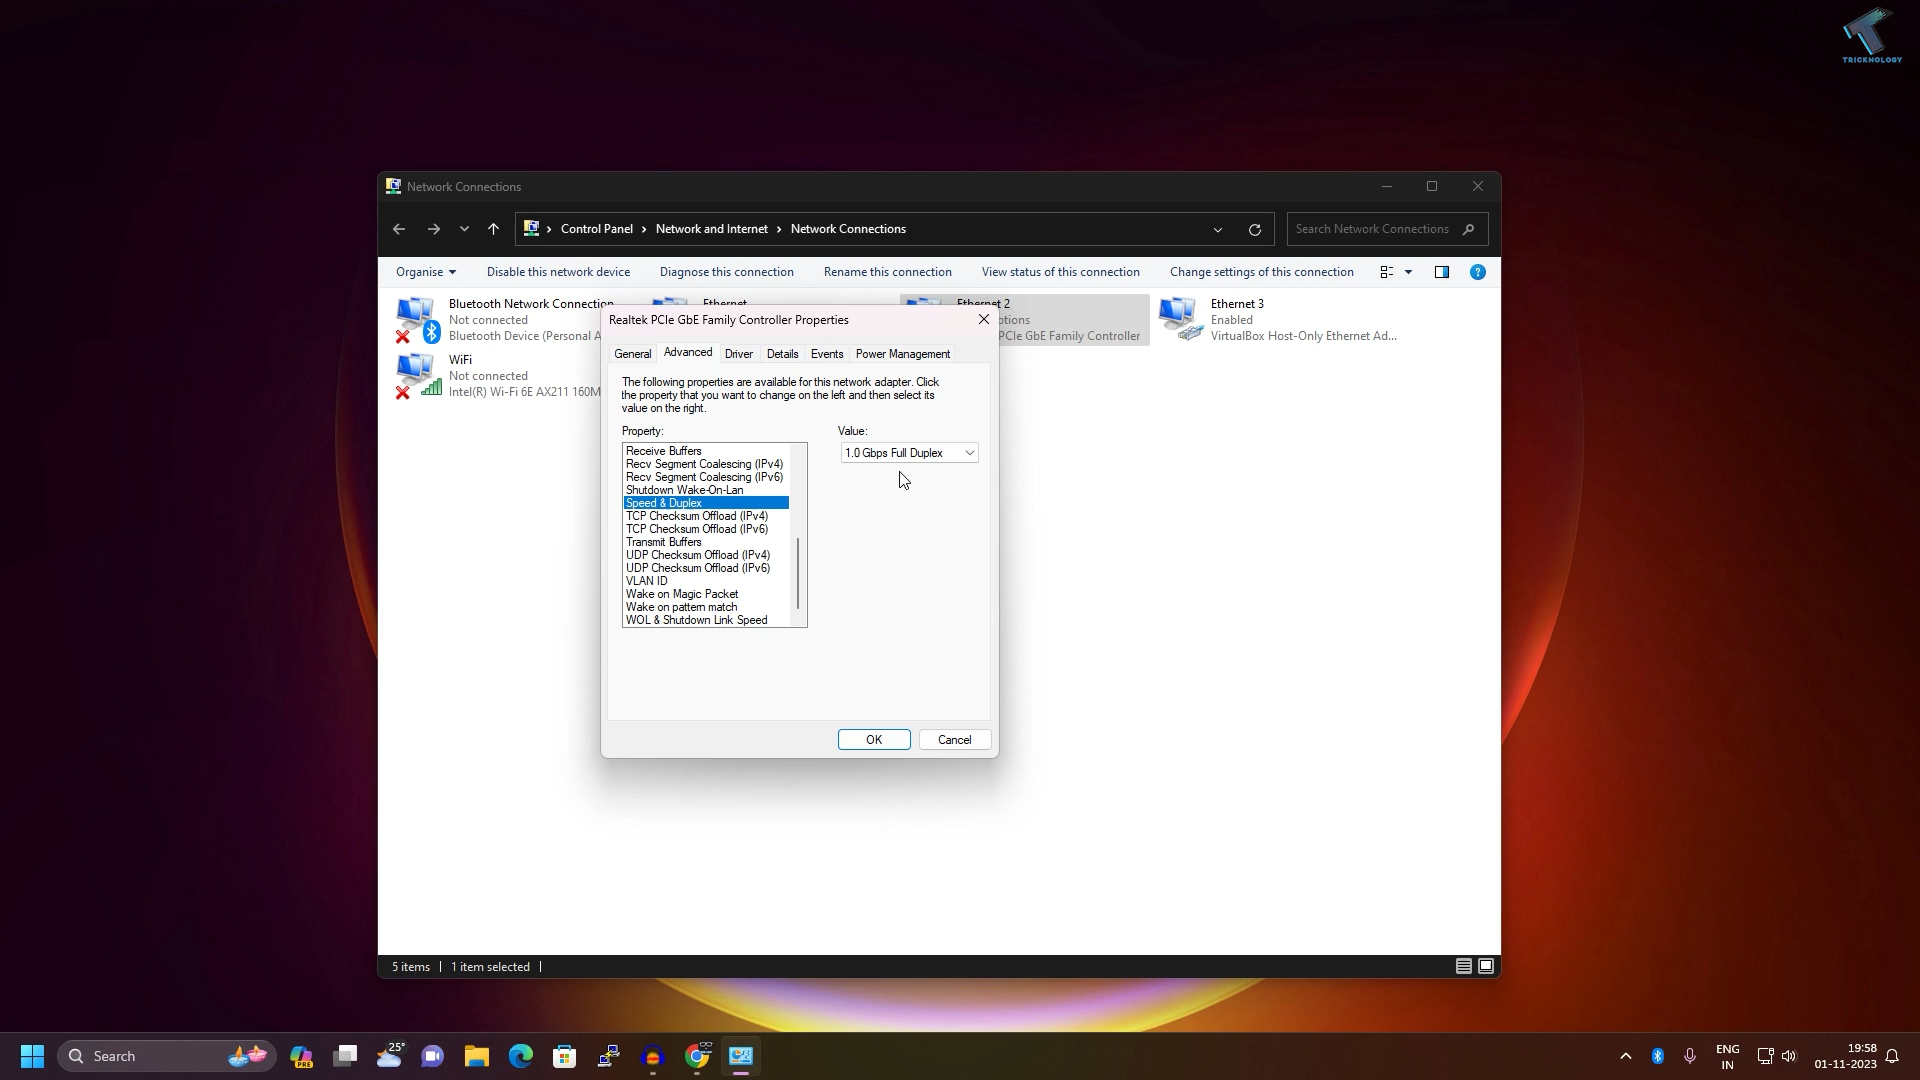 TRICKNOLOGY
Network Connections
Control Panel > Network and Internet > Network Connections
Search Network Connections
Organise
Disable this network device
Diagnose this connection
Rename this connection
View status of this connection
Change settings of this connection
Bluetooth Network Connection
Not connected
Bluetooth Device (Personal A
Ethernet
Ethernet 2
ptions
PCIe GbE Family Controller
Ethernet 3
Enabled
VirtualBox Host-Only Ethernet Ad...
WiFi
Not connected
Intel(R) Wi-Fi 6E AX211 160M
Realtek PCIe GbE Family Controller Properties
General Advanced Driver Details Events Power Management
The following properties are available for this network adapter. Click
the property that you want to change on the left and then select its
value on the right.
Property:
Receive Buffers
Recv Segment Coalescing (IPv4)
Recv Segment Coalescing (IPv6)
Shutdown Wake-On-Lan
Speed & Duplex
TCP Checksum Offload (IPv4)
TCP Checksum Offload (IPv6)
Transmit Buffers
UDP Checksum Offload (IPv4)
UDP Checksum Offload (IPv6)
VLAN ID
Wake on Magic Packet
Wake on pattern match
WOL & Shutdown Link Speed
Value:
1.0 Gbps Full Duplex
OK
Cancel
5 items
1 item selected
Search
PRE
25°
ENG
IN
19:58
01-11-2023